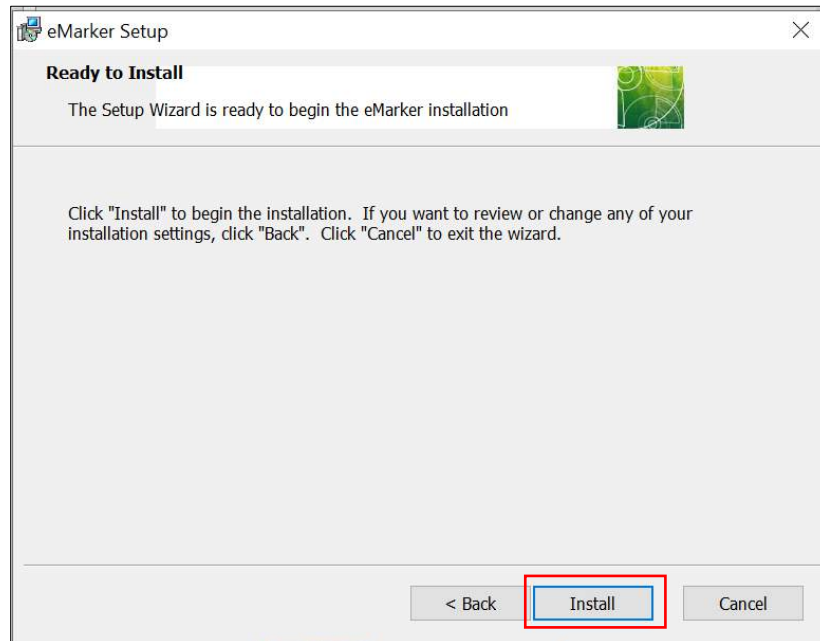 eMarker Setup
Ready to Install
The Setup Wizard is ready to begin the eMarker installation
Click "Install" to begin the installation.  If you want to review or change any of your
installation settings, click "Back".  Click "Cancel" to exit the wizard.
< Back Install Cancel